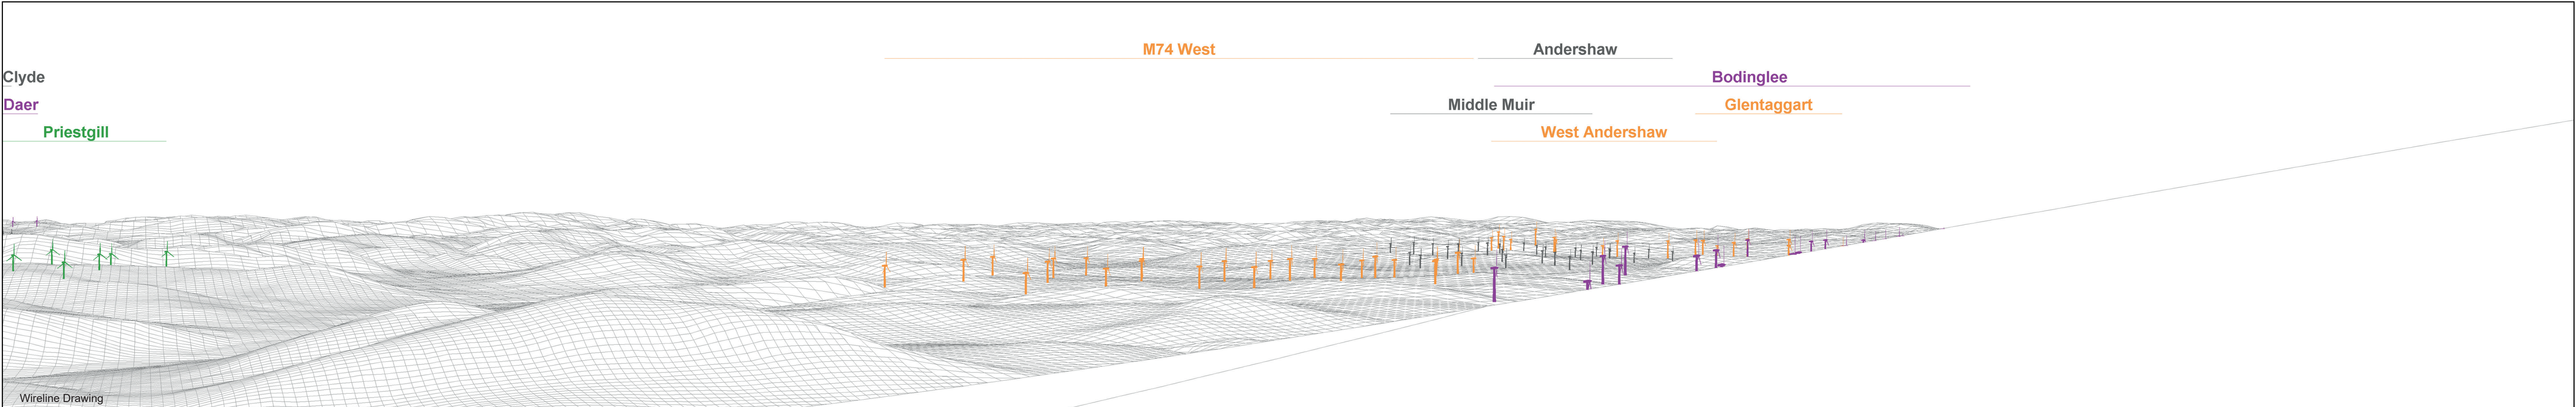 M74 West
Andershaw
Clyde
Bodinglee
Daer
Middle Muir
Glentaggart
Priestgill
West Andershaw
Wireline Drawing